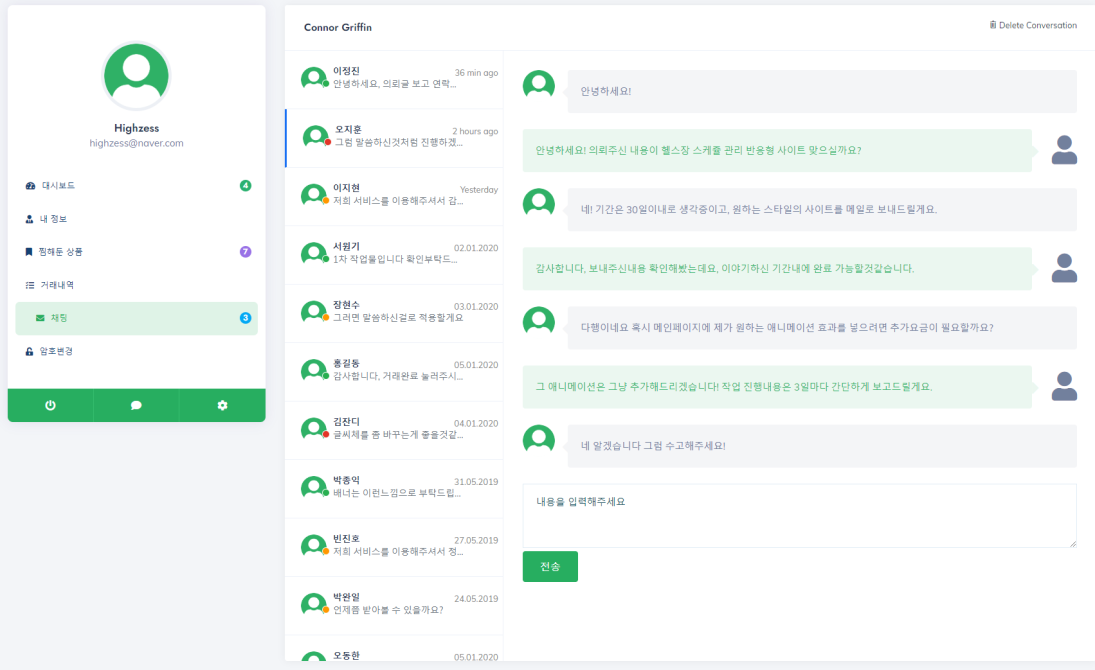 Highzess
highzess@naver.com
대시보드 4
내 정보
찜해둔 상품 7
거래내역
채팅 3
암호변경
Connor Griffin
Delete Conversation
이정진 36 min ago
안녕하세요, 의뢰글 보고 연락...
오지훈 2 hours ago
그럼 말씀하신것처럼 진행하겠...
이지현 Yesterday
저희 서비스를 이용해주셔서 감...
서원기 02.01.2020
1차 작업물입니다 확인부탁드...
장현수 03.01.2020
그러면 말씀하신걸로 적용할게요
홍길동 05.01.2020
감사합니다, 거래완료 눌러주시...
김잔디 04.01.2020
글씨체를 좀 바꾸는게 좋을것같...
박종익 31.05.2019
배너는 이런느낌으로 부탁드립...
빈진호 27.05.2019
저희 서비스를 이용해주셔서 정...
박완일 24.05.2019
언제쯤 받아볼 수 있을까요?
오동한 05.01.2020
안녕하세요!
안녕하세요! 의뢰주신 내용이 헬스장 스케쥴 관리 반응형 사이트 맞으실까요?
네! 기간은 30일이내로 생각중이고, 원하는 스타일의 사이트를 메일로 보내드릴게요.
감사합니다, 보내주신내용 확인해봤는데요, 이야기하신 기간내에 완료 가능할것같습니다.
다행이네요 혹시 메인페이지에 제가 원하는 애니메이션 효과를 넣으려면 추가요금이 필요할까요?
그 애니메이션은 그냥 추가해드리겠습니다! 작업 진행내용은 3일마다 간단하게 보고드릴게요.
네 알겠습니다 그럼 수고해주세요!
내용을 입력해주세요
전송